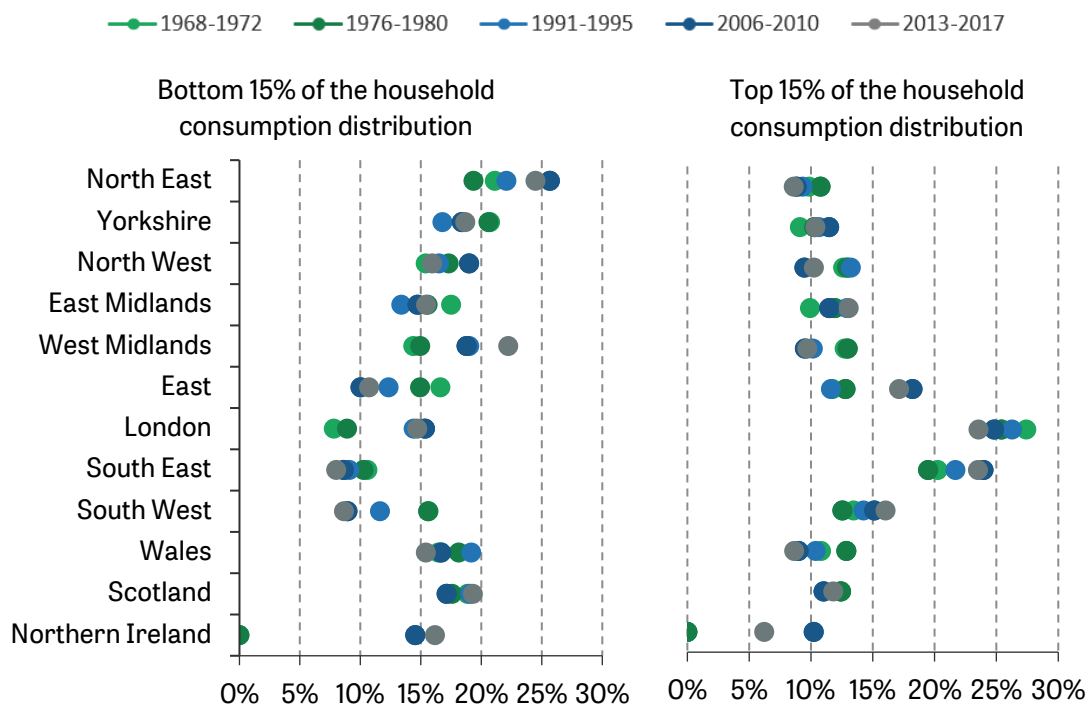 1968-1972 1976-1980 1991-1995 2006-2010 2013-2017
Bottom 15% of the household
consumption distribution
Top 15% of the household
consumption distribution
North East
Yorkshire
North West
East Midlands
West Midlands
East
London
South East
South West
Wales
Scotland
Northern Ireland
0% 5% 10% 15% 20% 25% 30%
0% 5% 10% 15% 20% 25% 30%